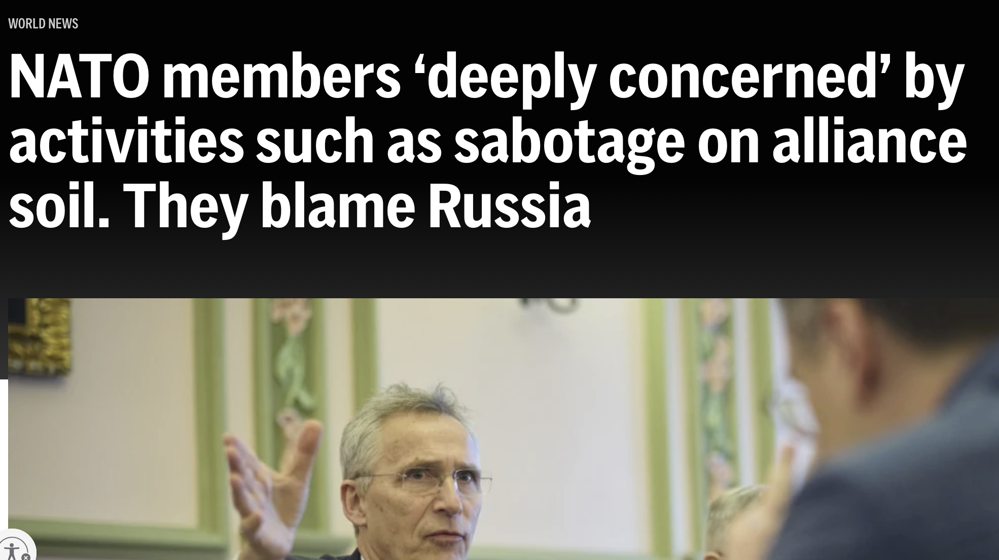 WORLD NEWS
NATO members ‘deeply concerned’ by
activities such as sabotage on alliance
soil. They blame Russia